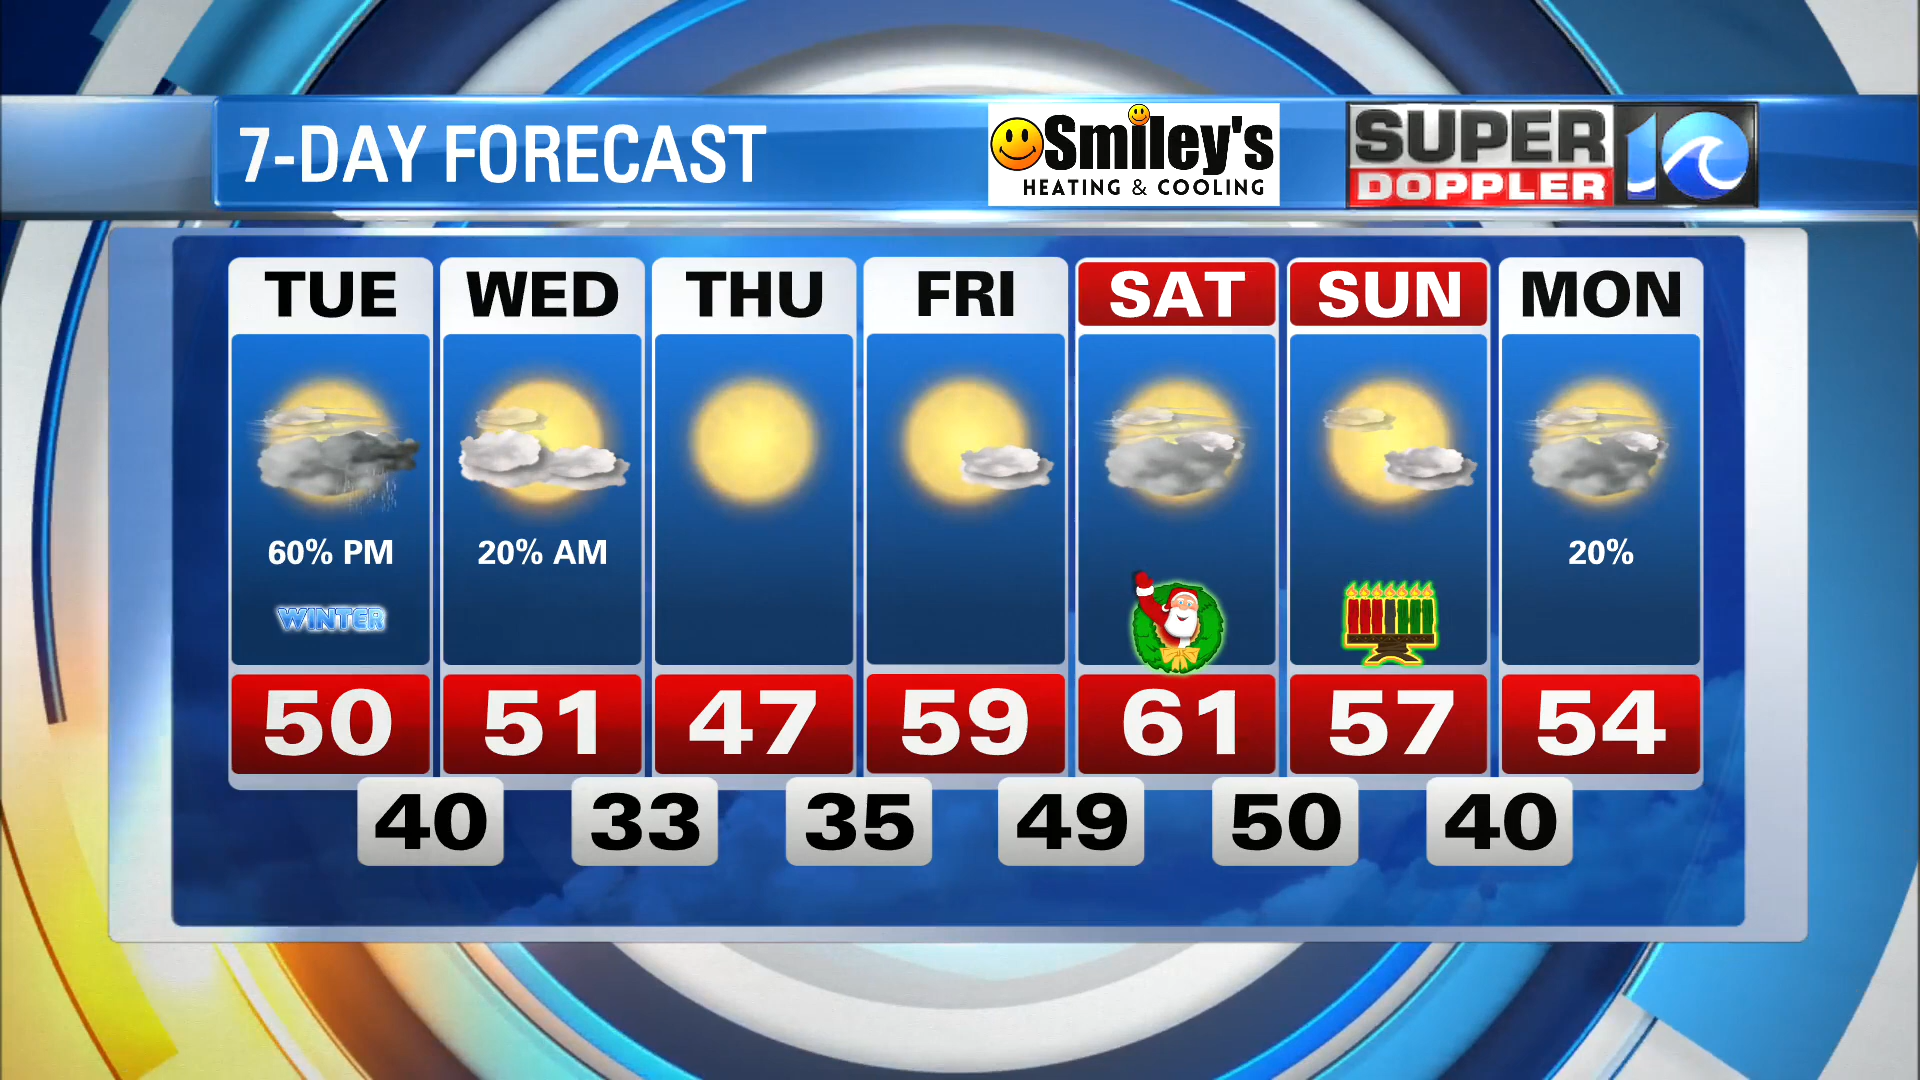 7-DAY FORECAST
Smiley's
HEATING & COOLING
SUPER
DOPPLER
10
TUE WED THU FRI SAT SUN MON
60% PM 20% AM 20%
WINTER
50 51 47 59 61 57 54
40 33 35 49 50 40